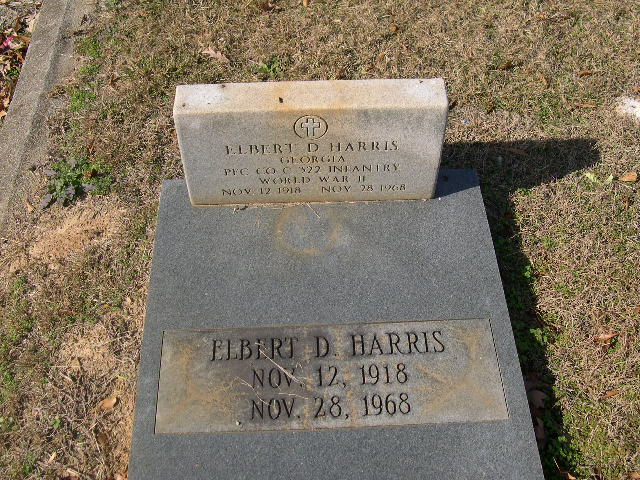 ELBERT D HARRIS
GEORGIA
PFC CO C 322 INFANTRY
WORLD WAR II
NOV 12 1918 NOV 28 1968
ELBERT D. HARRIS
NOV. 12, 1918
NOV. 28, 1968